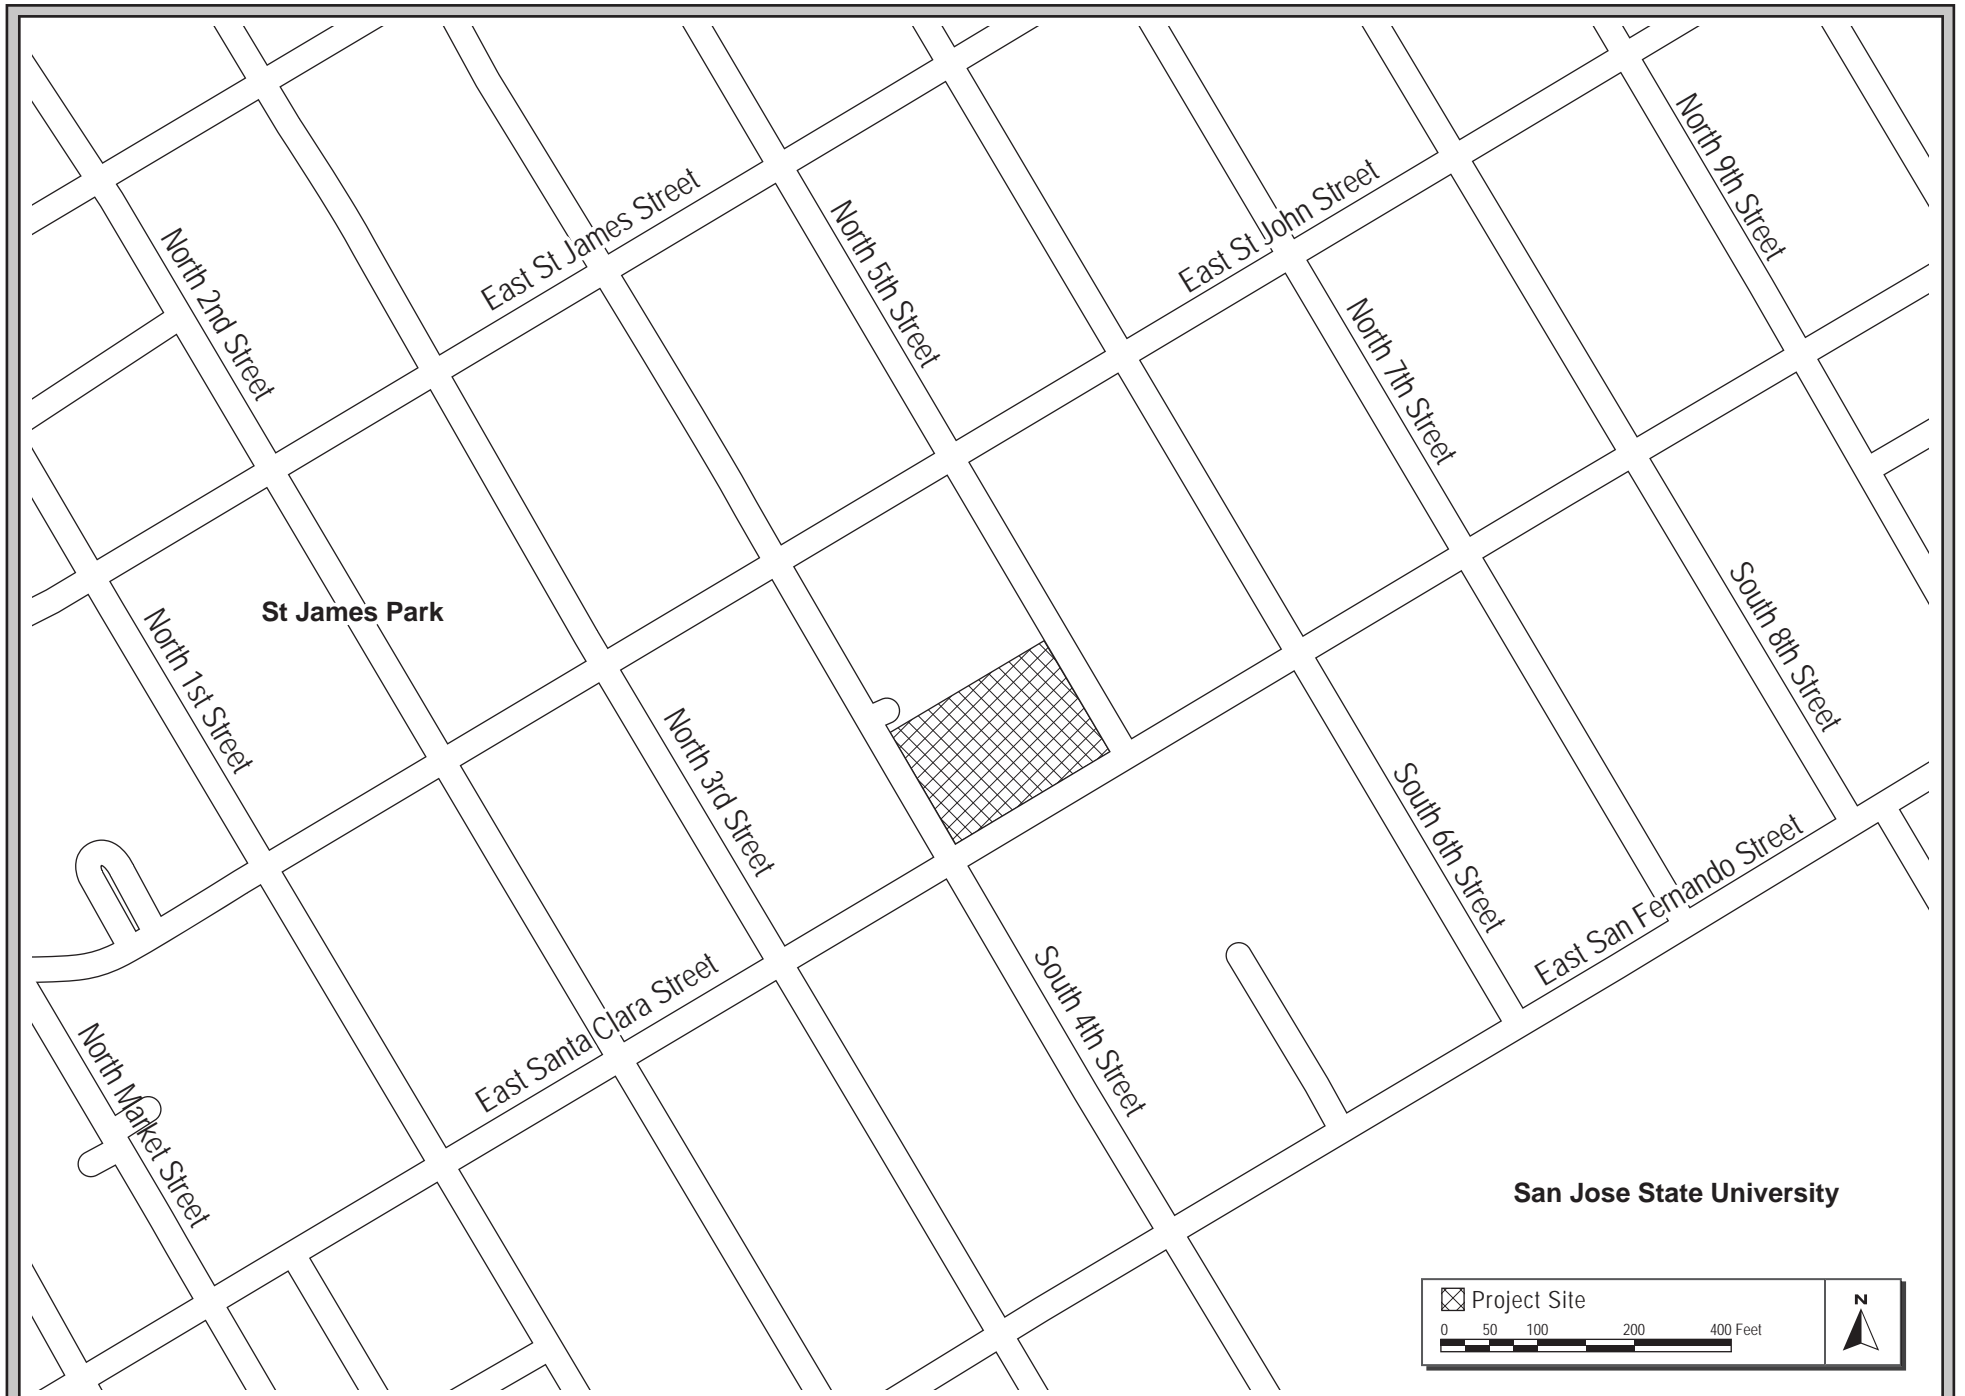 North 9th Street
East St James Street
North 5th Street
East St John Street
North 2nd Street
North 7th Street
St James Park
North 1st Street
South 8th Street
North 3rd Street
South 6th Street
East San Fernando Street
East Santa Clara Street
South 4th Street
North Market Street
San Jose State University
Project Site
0 50 100 200 400 Feet
N